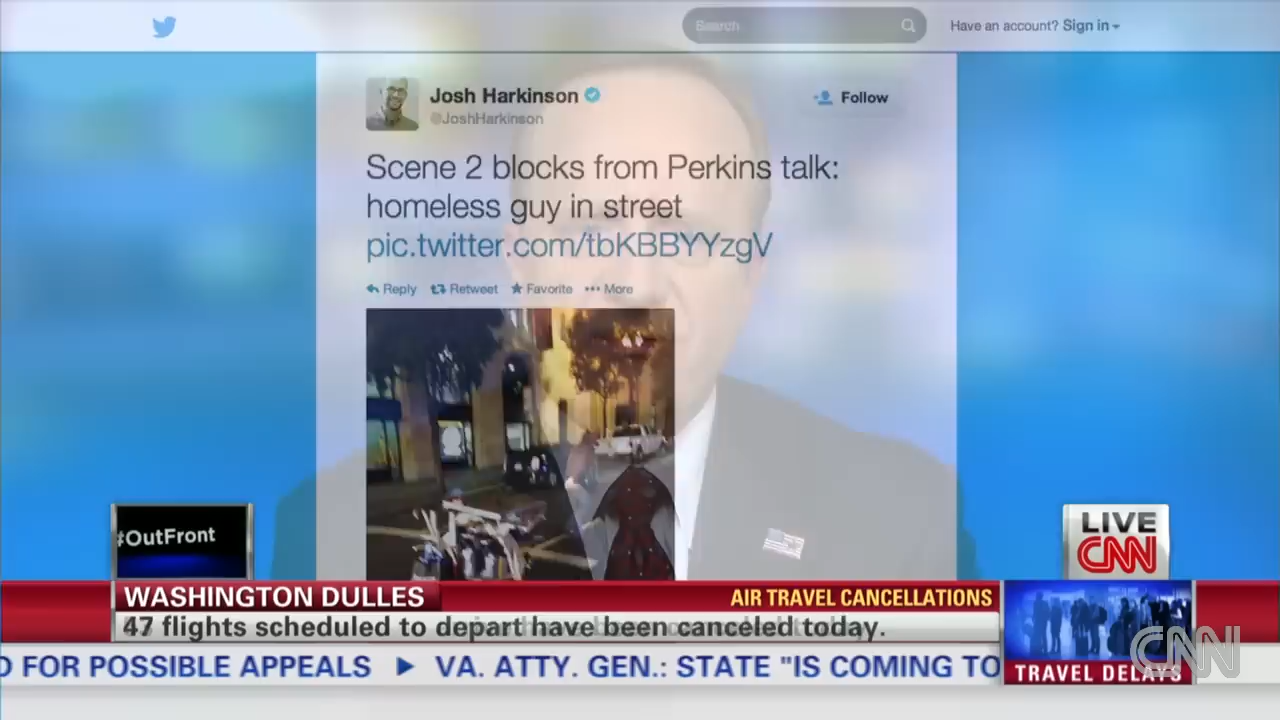 Search
Have an account? Sign in
Josh Harkinson
@JoshHarkinson
Follow
Scene 2 blocks from Perkins talk:
homeless guy in street
pic.twitter.com/tbKBBYYzgV
Reply Retweet Favorite More
#OutFront
LIVE
CNN
WASHINGTON DULLES
AIR TRAVEL CANCELLATIONS
47 flights scheduled to depart have been canceled today.
D FOR POSSIBLE APPEALS ▶ VA. ATTY. GEN.: STATE "IS COMING TO
TRAVEL DELAYS
CNN